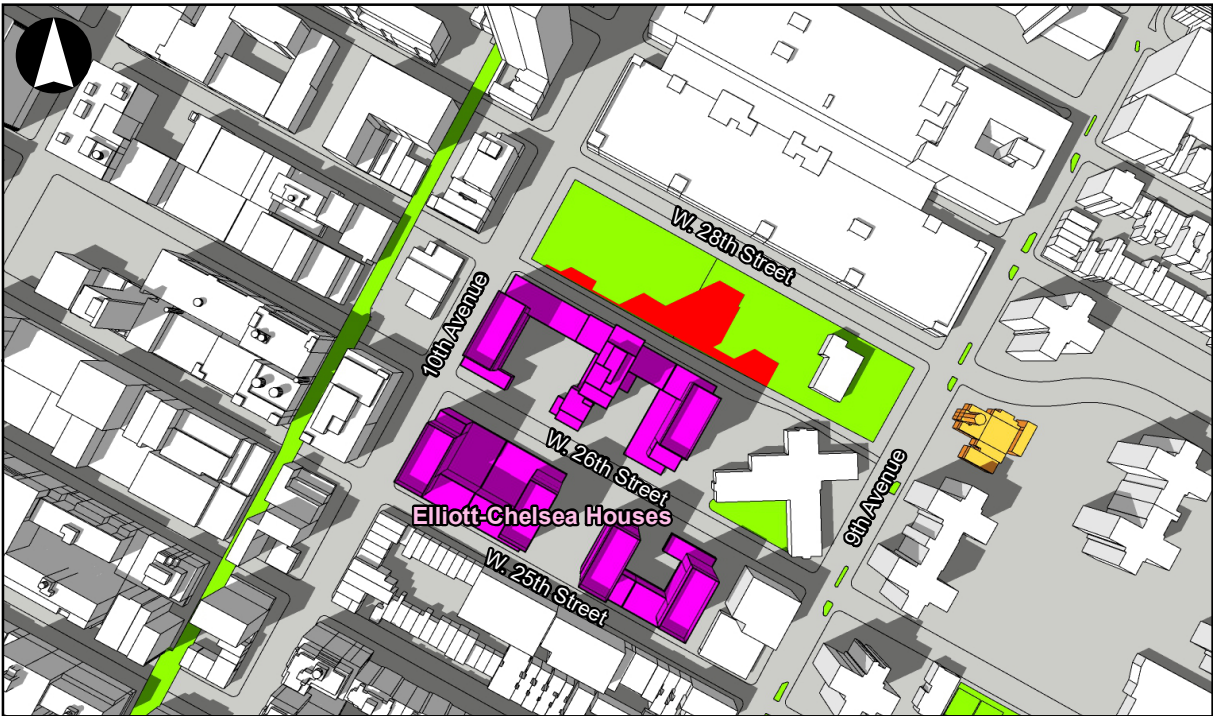 W. 28th Street
10th Avenue
W. 26th Street
9th Avenue
Elliott-Chelsea Houses
W. 25th Street